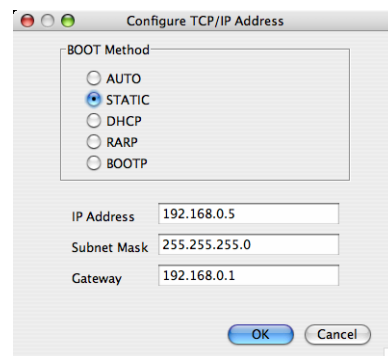 Configure TCP/IP Address
BOOT Method
AUTO
STATIC
DHCP
RARP
BOOTP
IP Address 192.168.0.5
Subnet Mask 255.255.255.0
Gateway 192.168.0.1
OK Cancel